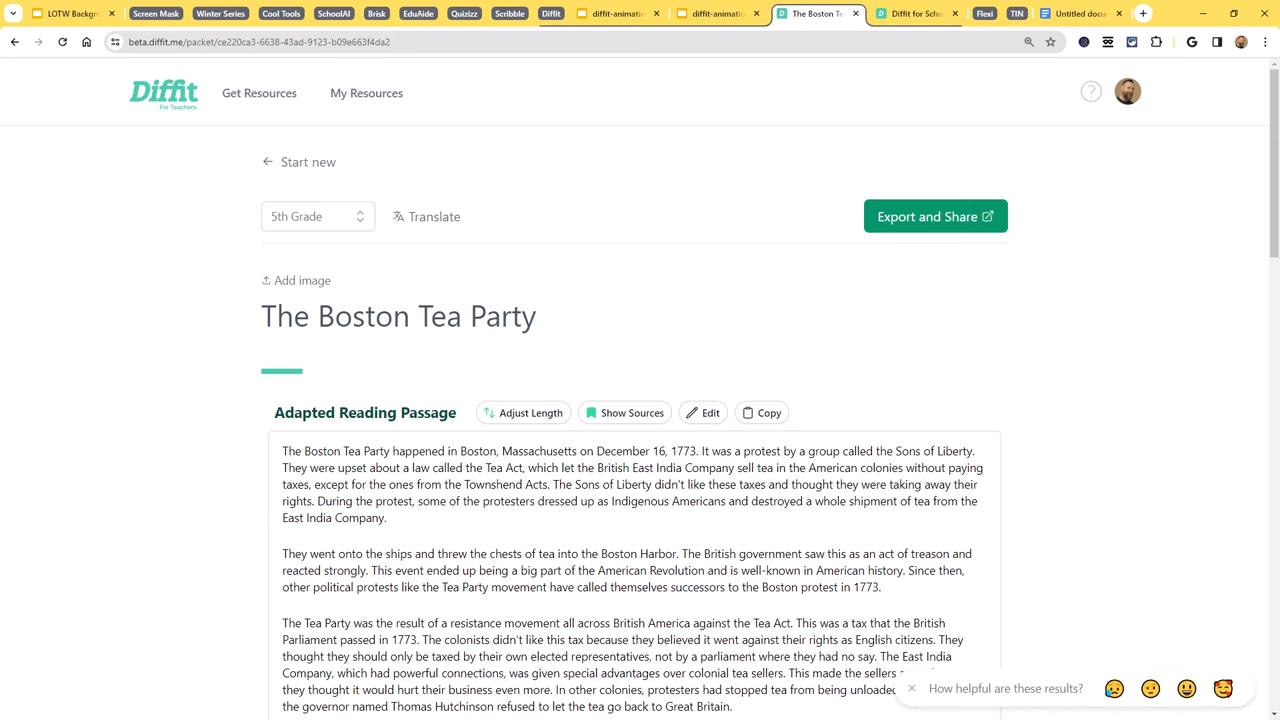 LOTW Backgr
Screen Mask
Winter Series
Cool Tools
SchoolAI
Brisk
EduAide
Quizizz
Scribble
Diffit
diffit-animatio
diffit-animatio
The Boston Te
Diffit for Scho
Flexi
TIN
Untitled docu
beta.diffit.me/packet/ce220ca3-6638-43ad-9123-b09e663f4da2
Diffit
For Teachers
Get Resources
My Resources
Start new
5th Grade
Translate
Export and Share
Add image
The Boston Tea Party
Adapted Reading Passage
Adjust Length
Show Sources
Edit
Copy
The Boston Tea Party happened in Boston, Massachusetts on December 16, 1773. It was a protest by a group called the Sons of Liberty.
They were upset about a law called the Tea Act, which let the British East India Company sell tea in the American colonies without paying
taxes, except for the ones from the Townshend Acts. The Sons of Liberty didn't like these taxes and thought they were taking away their
rights. During the protest, some of the protesters dressed up as Indigenous Americans and destroyed a whole shipment of tea from the
East India Company.
They went onto the ships and threw the chests of tea into the Boston Harbor. The British government saw this as an act of treason and
reacted strongly. This event ended up being a big part of the American Revolution and is well-known in American history. Since then,
other political protests like the Tea Party movement have called themselves successors to the Boston protest in 1773.
The Tea Party was the result of a resistance movement all across British America against the Tea Act. This was a tax that the British
Parliament passed in 1773. The colonists didn't like this tax because they believed it went against their rights as English citizens. They
thought they should only be taxed by their own elected representatives, not by a parliament where they had no say. The East India
Company, which had powerful connections, was given special advantages over colonial tea sellers. This made the sellers
they thought it would hurt their business even more. In other colonies, protesters had stopped tea from being unloaded
the governor named Thomas Hutchinson refused to let the tea go back to Great Britain.
How helpful are these results?